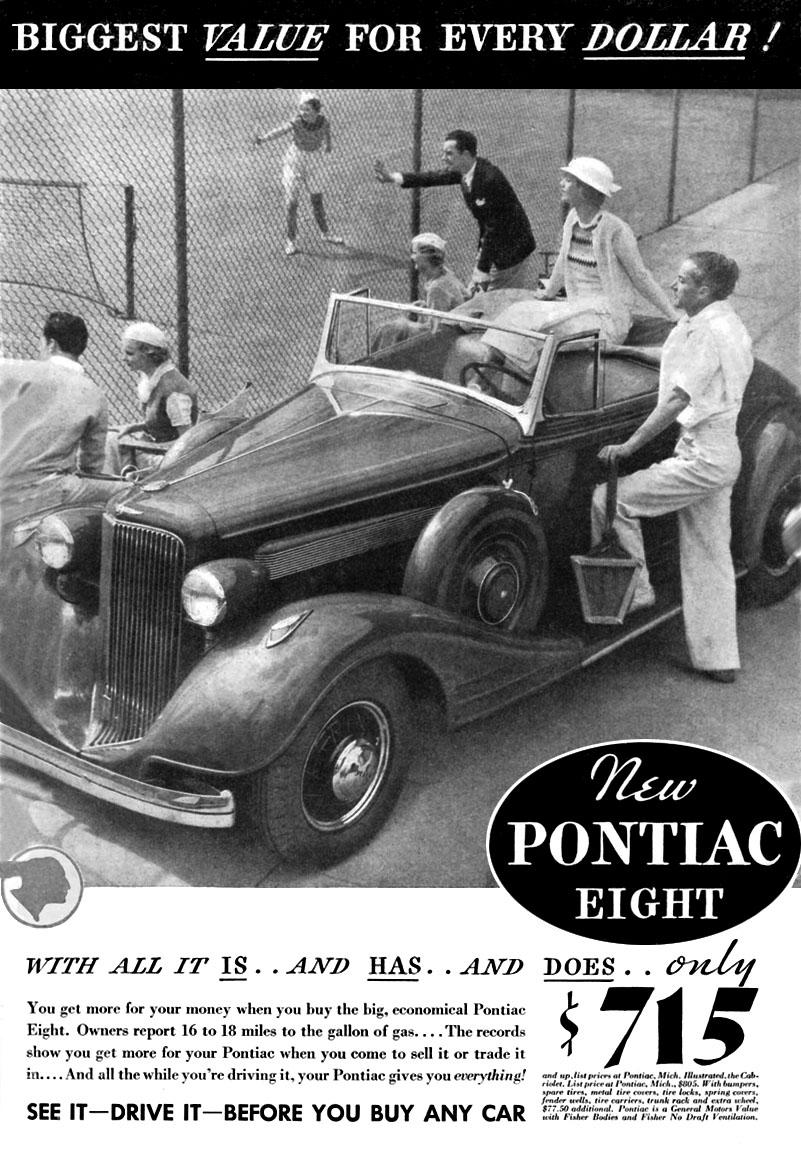 BIGGEST VALUE FOR EVERY DOLLAR!
New
PONTIAC
EIGHT
WITH ALL IT IS . . AND HAS . . AND DOES . . only
$715
You get more for your money when you buy the big, economical Pontiac
Eight. Owners report 16 to 18 miles to the gallon of gas. . . . The records
show you get more for your Pontiac when you come to sell it or trade it
in. . . . And all the while you're driving it, your Pontiac gives you everything!
SEE IT—DRIVE IT—BEFORE YOU BUY ANY CAR
and up, list prices at Pontiac, Mich. Illustrated, the Cab-
riolet. List price at Pontiac, Mich., $805. With bumpers,
spare tires, metal tire covers, tire locks, spring covers,
fender wells, tire carriers, trunk rack and extra wheel,
$77.50 additional. Pontiac is a General Motors Value
with Fisher Bodies and Fisher No Draft Ventilation.